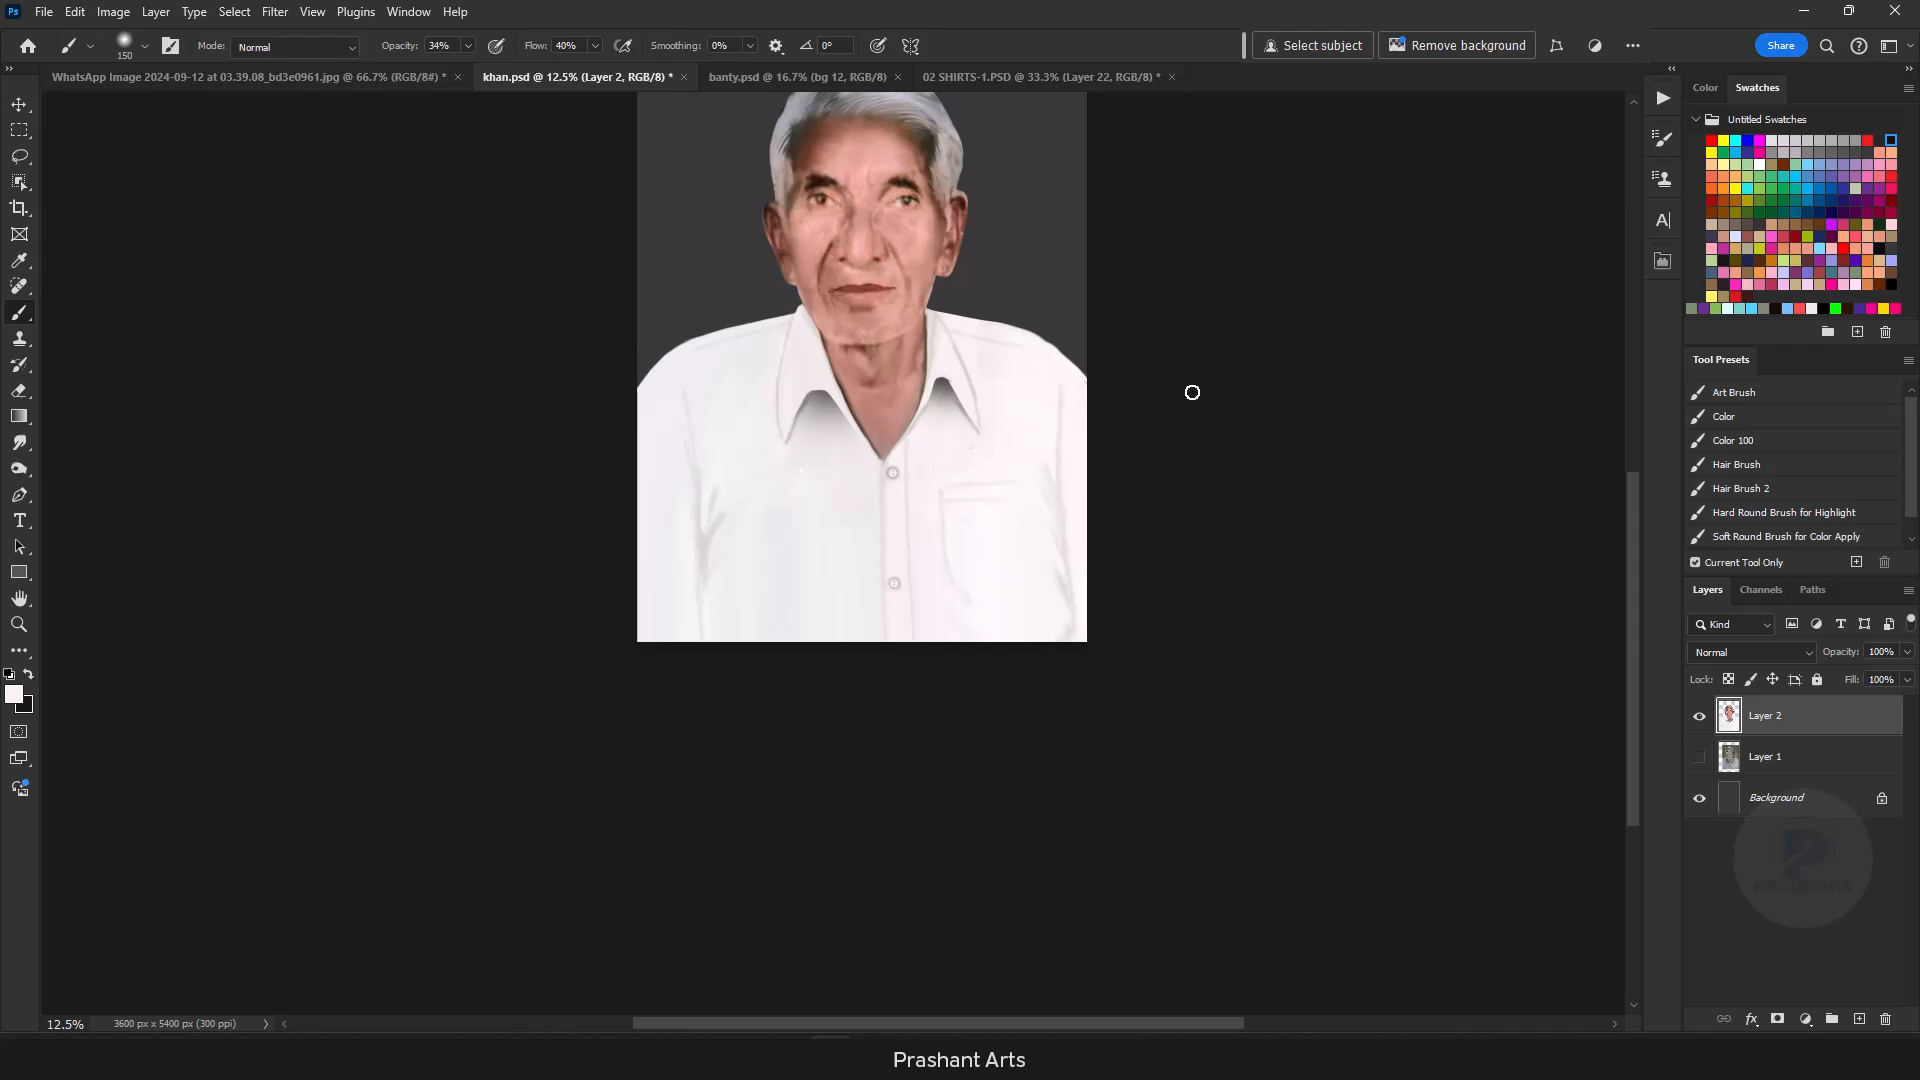 Ps File Edit Image Layer Type Select Filter View Plugins Window Help
150 Mode: Normal Opacity: 34% Flow: 40% Smoothing: 0% 0° Select subject Remove background Share
WhatsApp Image 2024-09-12 at 03.39.08_bd3e0961.jpg @ 66.7% (RGB/8#) * khan.psd @ 12.5% (Layer 2, RGB/8) * banty.psd @ 16.7% (bg 12, RGB/8) 02 SHIRTS-1.PSD @ 33.3% (Layer 22, RGB/8) *
Color Swatches
Untitled Swatches
Tool Presets
Art Brush
Color
Color 100
Hair Brush
Hair Brush 2
Hard Round Brush for Highlight
Soft Round Brush for Color Apply
Current Tool Only
Layers Channels Paths
Kind
Normal Opacity: 100%
Lock: Fill: 100%
Layer 2
Layer 1
Background
12.5% 3600 px x 5400 px (300 ppi)
Prashant Arts